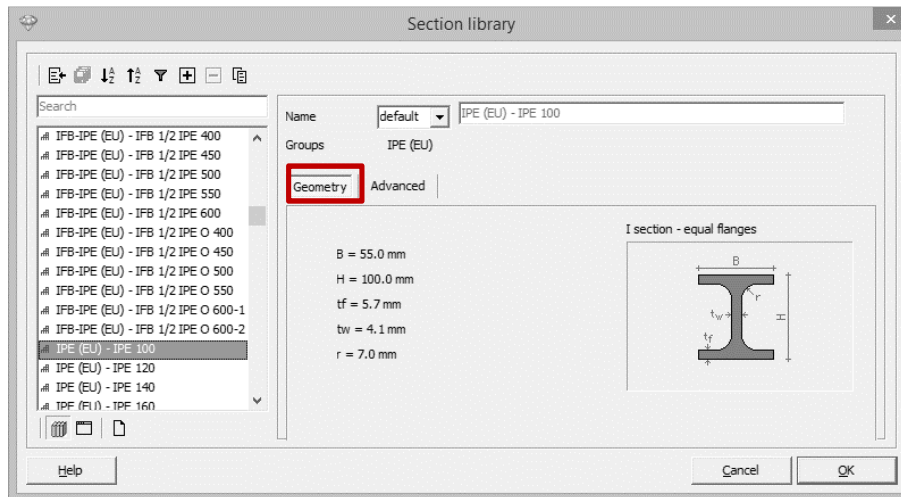 Section library
Search
IFB-IPE (EU) - IFB 1/2 IPE 400
IFB-IPE (EU) - IFB 1/2 IPE 450
IFB-IPE (EU) - IFB 1/2 IPE 500
IFB-IPE (EU) - IFB 1/2 IPE 550
IFB-IPE (EU) - IFB 1/2 IPE 600
IFB-IPE (EU) - IFB 1/2 IPE O 400
IFB-IPE (EU) - IFB 1/2 IPE O 450
IFB-IPE (EU) - IFB 1/2 IPE O 500
IFB-IPE (EU) - IFB 1/2 IPE O 550
IFB-IPE (EU) - IFB 1/2 IPE O 600-1
IFB-IPE (EU) - IFB 1/2 IPE O 600-2
IPE (EU) - IPE 100
IPE (EU) - IPE 120
IPE (EU) - IPE 140
IPE (EU) - IPE 160
Name default IPE (EU) - IPE 100
Groups IPE (EU)
Geometry Advanced
B = 55.0 mm
H = 100.0 mm
tf = 5.7 mm
tw = 4.1 mm
r = 7.0 mm
I section - equal flanges
B
r
tw
H
tf
Help Cancel OK